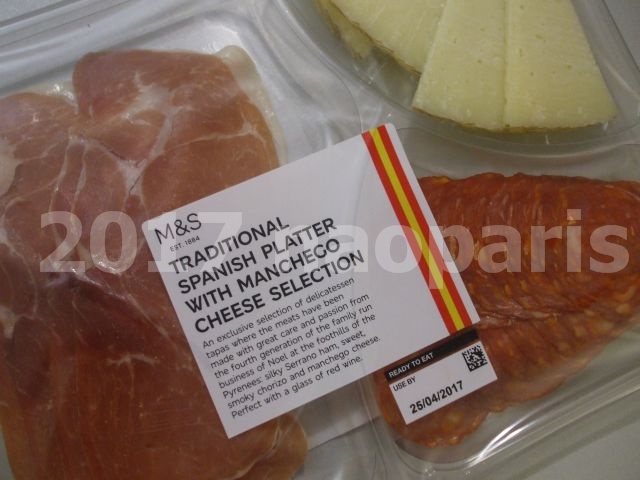 M&S
EST. 1884
TRADITIONAL
SPANISH PLATTER
WITH MANCHEGO
CHEESE SELECTION
An exclusive selection of delicatessen
tapas where the meats have been
made with great care and passion from
the fourth generation of the family run
business of Noel at the foothills of the
Pyrenees: silky Serrano ham, sweet,
smoky chorizo and manchego cheese.
Perfect with a glass of red wine.
READY TO EAT
USE BY
25/04/2017
2017 maoparis